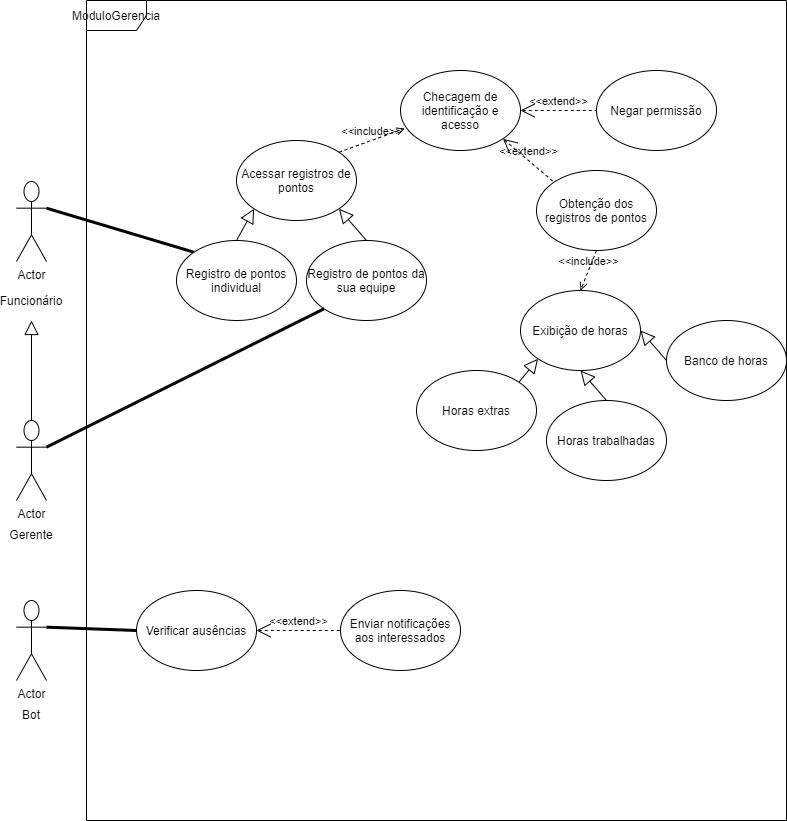 ModuloGerencia
Checagem de
identificação e
acesso
<<extend>>
Negar permissão
<<include>>
<<extend>>
Acessar registros de
pontos
Obtenção dos
registros de pontos
Actor
Funcionário
Registro de pontos
individual
Registro de pontos da
sua equipe
<<include>>
Exibição de horas
Banco de horas
Horas extras
Horas trabalhadas
Actor
Gerente
Verificar ausências
<<extend>>
Enviar notificações
aos interessados
Actor
Bot